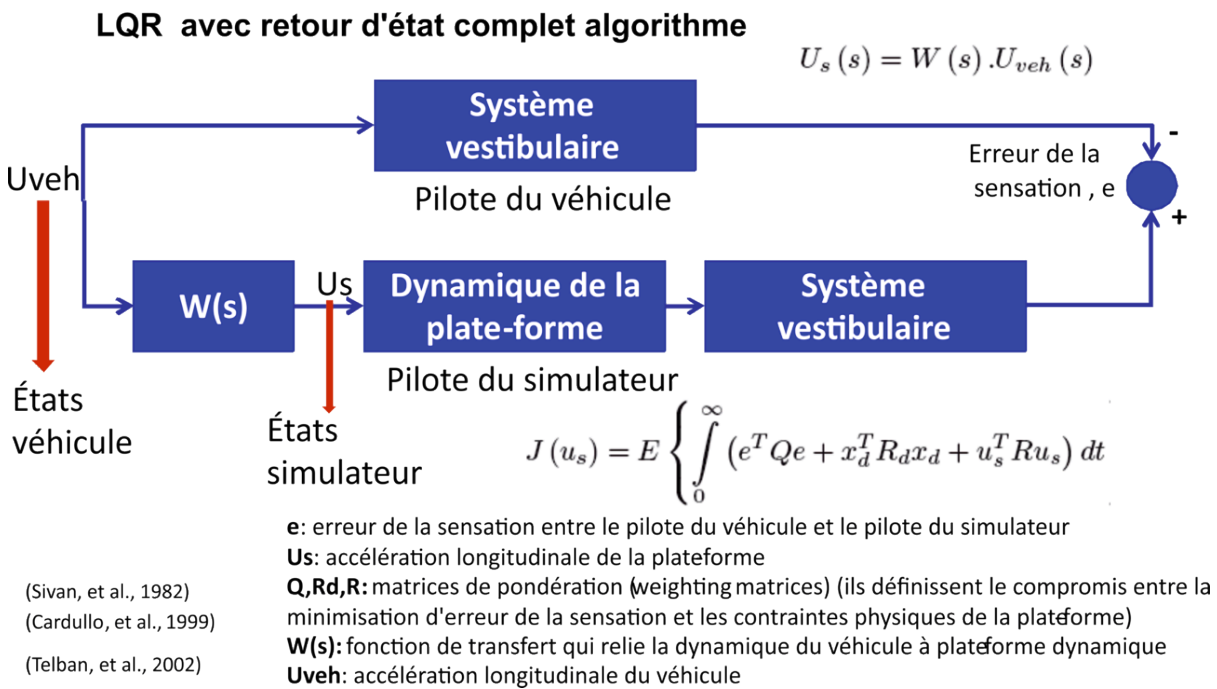 LQR avec retour d'état complet algorithme
U_s (s) = W (s) .U_{veh} (s)
Système
vestibulaire
-
Erreur de la
sensation , e
+
Uveh
Pilote du véhicule
W(s)
Us
Dynamique de la
plate-forme
Système
vestibulaire
Pilote du simulateur
États
véhicule
États
simulateur
J (u_s) = E { ∫_0^∞ (e^T Qe + x_d^T R_d x_d + u_s^T Ru_s) dt
e: erreur de la sensation entre le pilote du véhicule et le pilote du simulateur
Us: accélération longitudinale de la plateforme
Q,Rd,R: matrices de pondération (weighting matrices) (ils définissent le compromis entre la
minimisation d'erreur de la sensation et les contraintes physiques de la plate-forme)
W(s): fonction de transfert qui relie la dynamique du véhicule à plateforme dynamique
Uveh: accélération longitudinale du véhicule
(Sivan, et al., 1982)
(Cardullo, et al., 1999)
(Telban, et al., 2002)